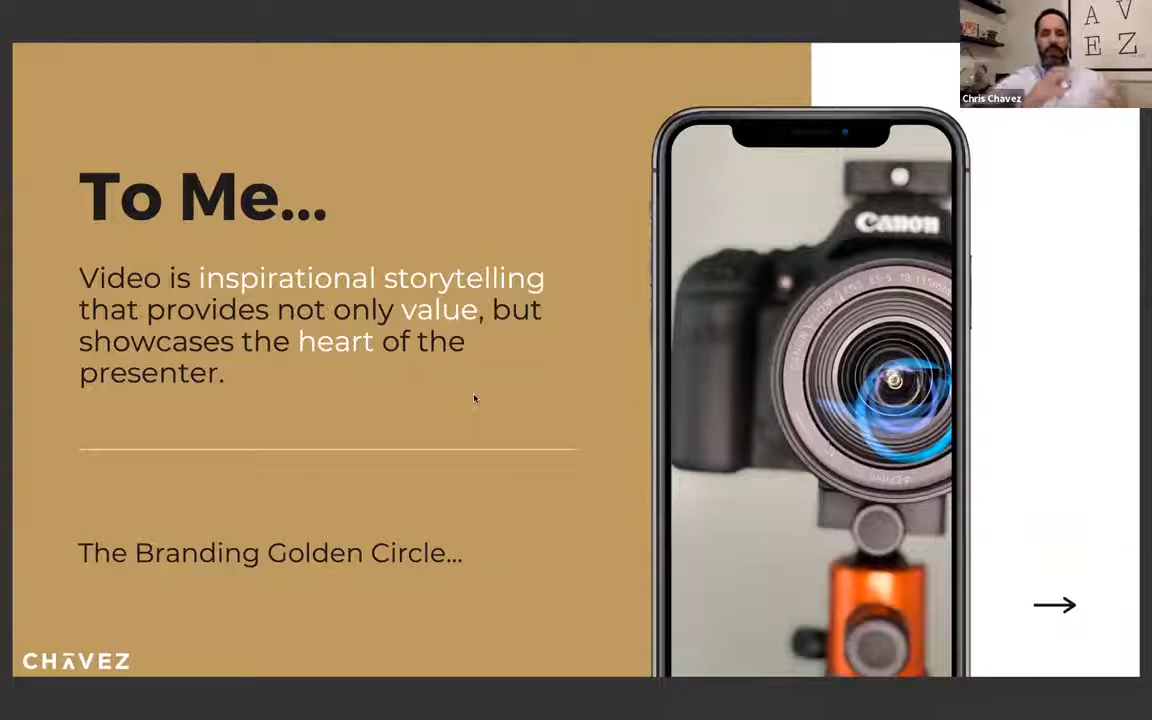 A V
E Z
Chris Chavez
To Me...
Video is inspirational storytelling
that provides not only value, but
showcases the heart of the
presenter.
The Branding Golden Circle...
CHĀVEZ
Canon